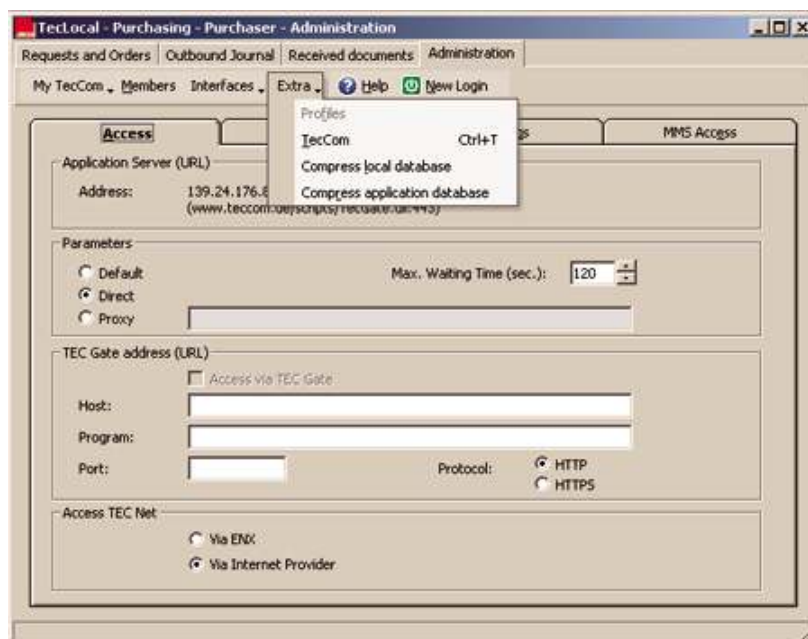 TecLocal - Purchasing - Purchaser - Administration
Requests and Orders Outbound Journal Received documents Administration
My TecCom Members Interfaces Extra Help New Login
Profiles
TecCom Ctrl+T
Compress local database
Compress application database
Access MMS Access
Application Server (URL)
Address: 139.24.176.8
Parameters
Default Max. Waiting Time (sec.): 120
Direct
Proxy
TEC Gate address (URL)
Access via TEC Gate
Host:
Program:
Port: Protocol: HTTP
HTTPS
Access TEC Net
Via ENX
Via Internet Provider